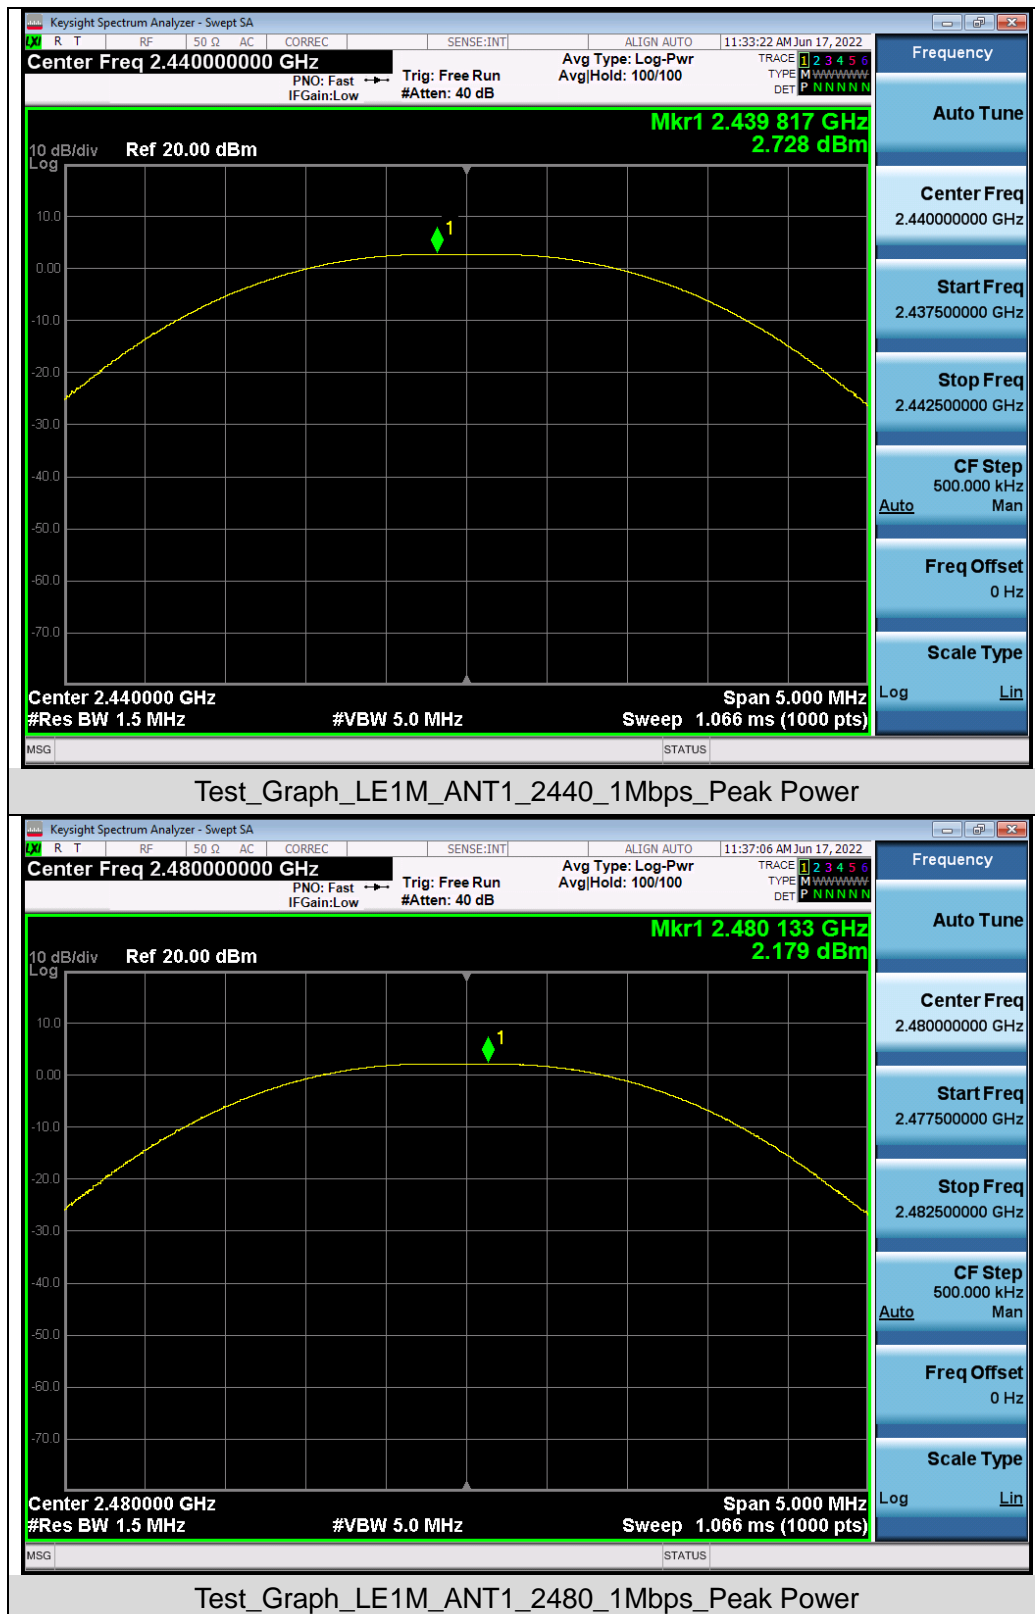 Keysight Spectrum Analyzer - Swept SA
LXI R T RF 50 Ω AC CORREC SENSE:INT ALIGN AUTO 11:33:22 AM Jun 17, 2022
Center Freq 2.440000000 GHz
PNO: Fast
IFGain:Low
Trig: Free Run
#Atten: 40 dB
Avg Type: Log-Pwr
Avg|Hold: 100/100
TRACE 1 2 3 4 5 6
TYPE M WWWWW
DET P N N N N N
Mkr1 2.439 817 GHz
2.728 dBm
10 dB/div Ref 20.00 dBm
Log
1
10.0
0.00
-10.0
-20.0
-30.0
-40.0
-50.0
-60.0
-70.0
Center 2.440000 GHz Span 5.000 MHz
#Res BW 1.5 MHz #VBW 5.0 MHz Sweep 1.066 ms (1000 pts)
MSG STATUS
Frequency
Auto Tune
Center Freq
2.440000000 GHz
Start Freq
2.437500000 GHz
Stop Freq
2.442500000 GHz
CF Step
500.000 kHz
Auto Man
Freq Offset
0 Hz
Scale Type
Log Lin
Test_Graph_LE1M_ANT1_2440_1Mbps_Peak Power
Keysight Spectrum Analyzer - Swept SA
LXI R T RF 50 Ω AC CORREC SENSE:INT ALIGN AUTO 11:37:06 AM Jun 17, 2022
Center Freq 2.480000000 GHz
PNO: Fast
IFGain:Low
Trig: Free Run
#Atten: 40 dB
Avg Type: Log-Pwr
Avg|Hold: 100/100
TRACE 1 2 3 4 5 6
TYPE M WWWWW
DET P N N N N N
Mkr1 2.480 133 GHz
2.179 dBm
10 dB/div Ref 20.00 dBm
Log
1
10.0
0.00
-10.0
-20.0
-30.0
-40.0
-50.0
-60.0
-70.0
Center 2.480000 GHz Span 5.000 MHz
#Res BW 1.5 MHz #VBW 5.0 MHz Sweep 1.066 ms (1000 pts)
MSG STATUS
Frequency
Auto Tune
Center Freq
2.480000000 GHz
Start Freq
2.477500000 GHz
Stop Freq
2.482500000 GHz
CF Step
500.000 kHz
Auto Man
Freq Offset
0 Hz
Scale Type
Log Lin
Test_Graph_LE1M_ANT1_2480_1Mbps_Peak Power